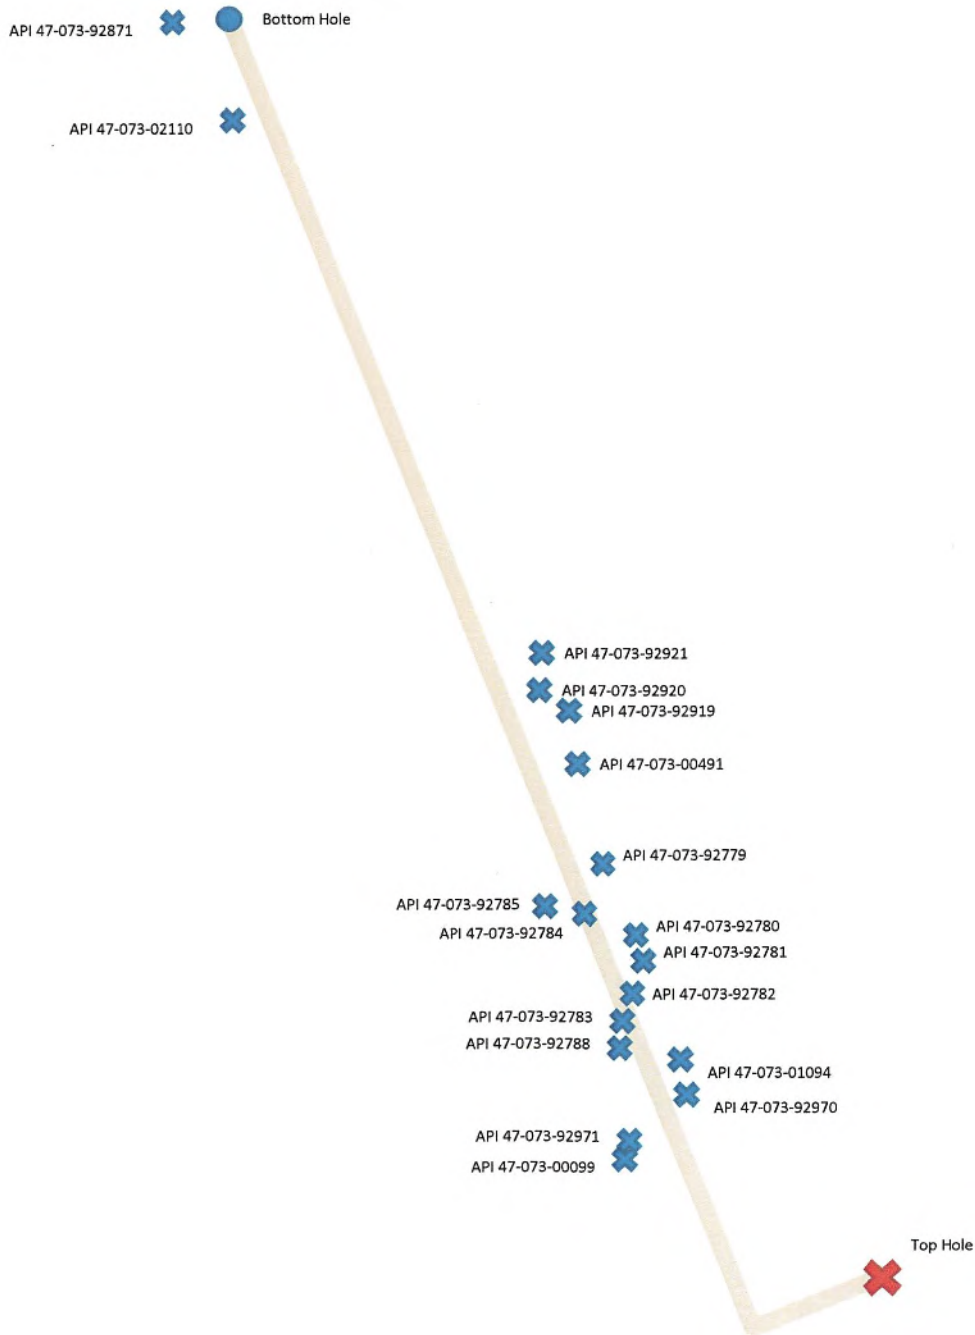 Bottom Hole
API 47-073-92871
API 47-073-02110
API 47-073-92921
API 47-073-92920
API 47-073-92919
API 47-073-00491
API 47-073-92779
API 47-073-92785
API 47-073-92784
API 47-073-92780
API 47-073-92781
API 47-073-92782
API 47-073-92783
API 47-073-92788
API 47-073-01094
API 47-073-92970
API 47-073-92971
API 47-073-00099
Top Hole